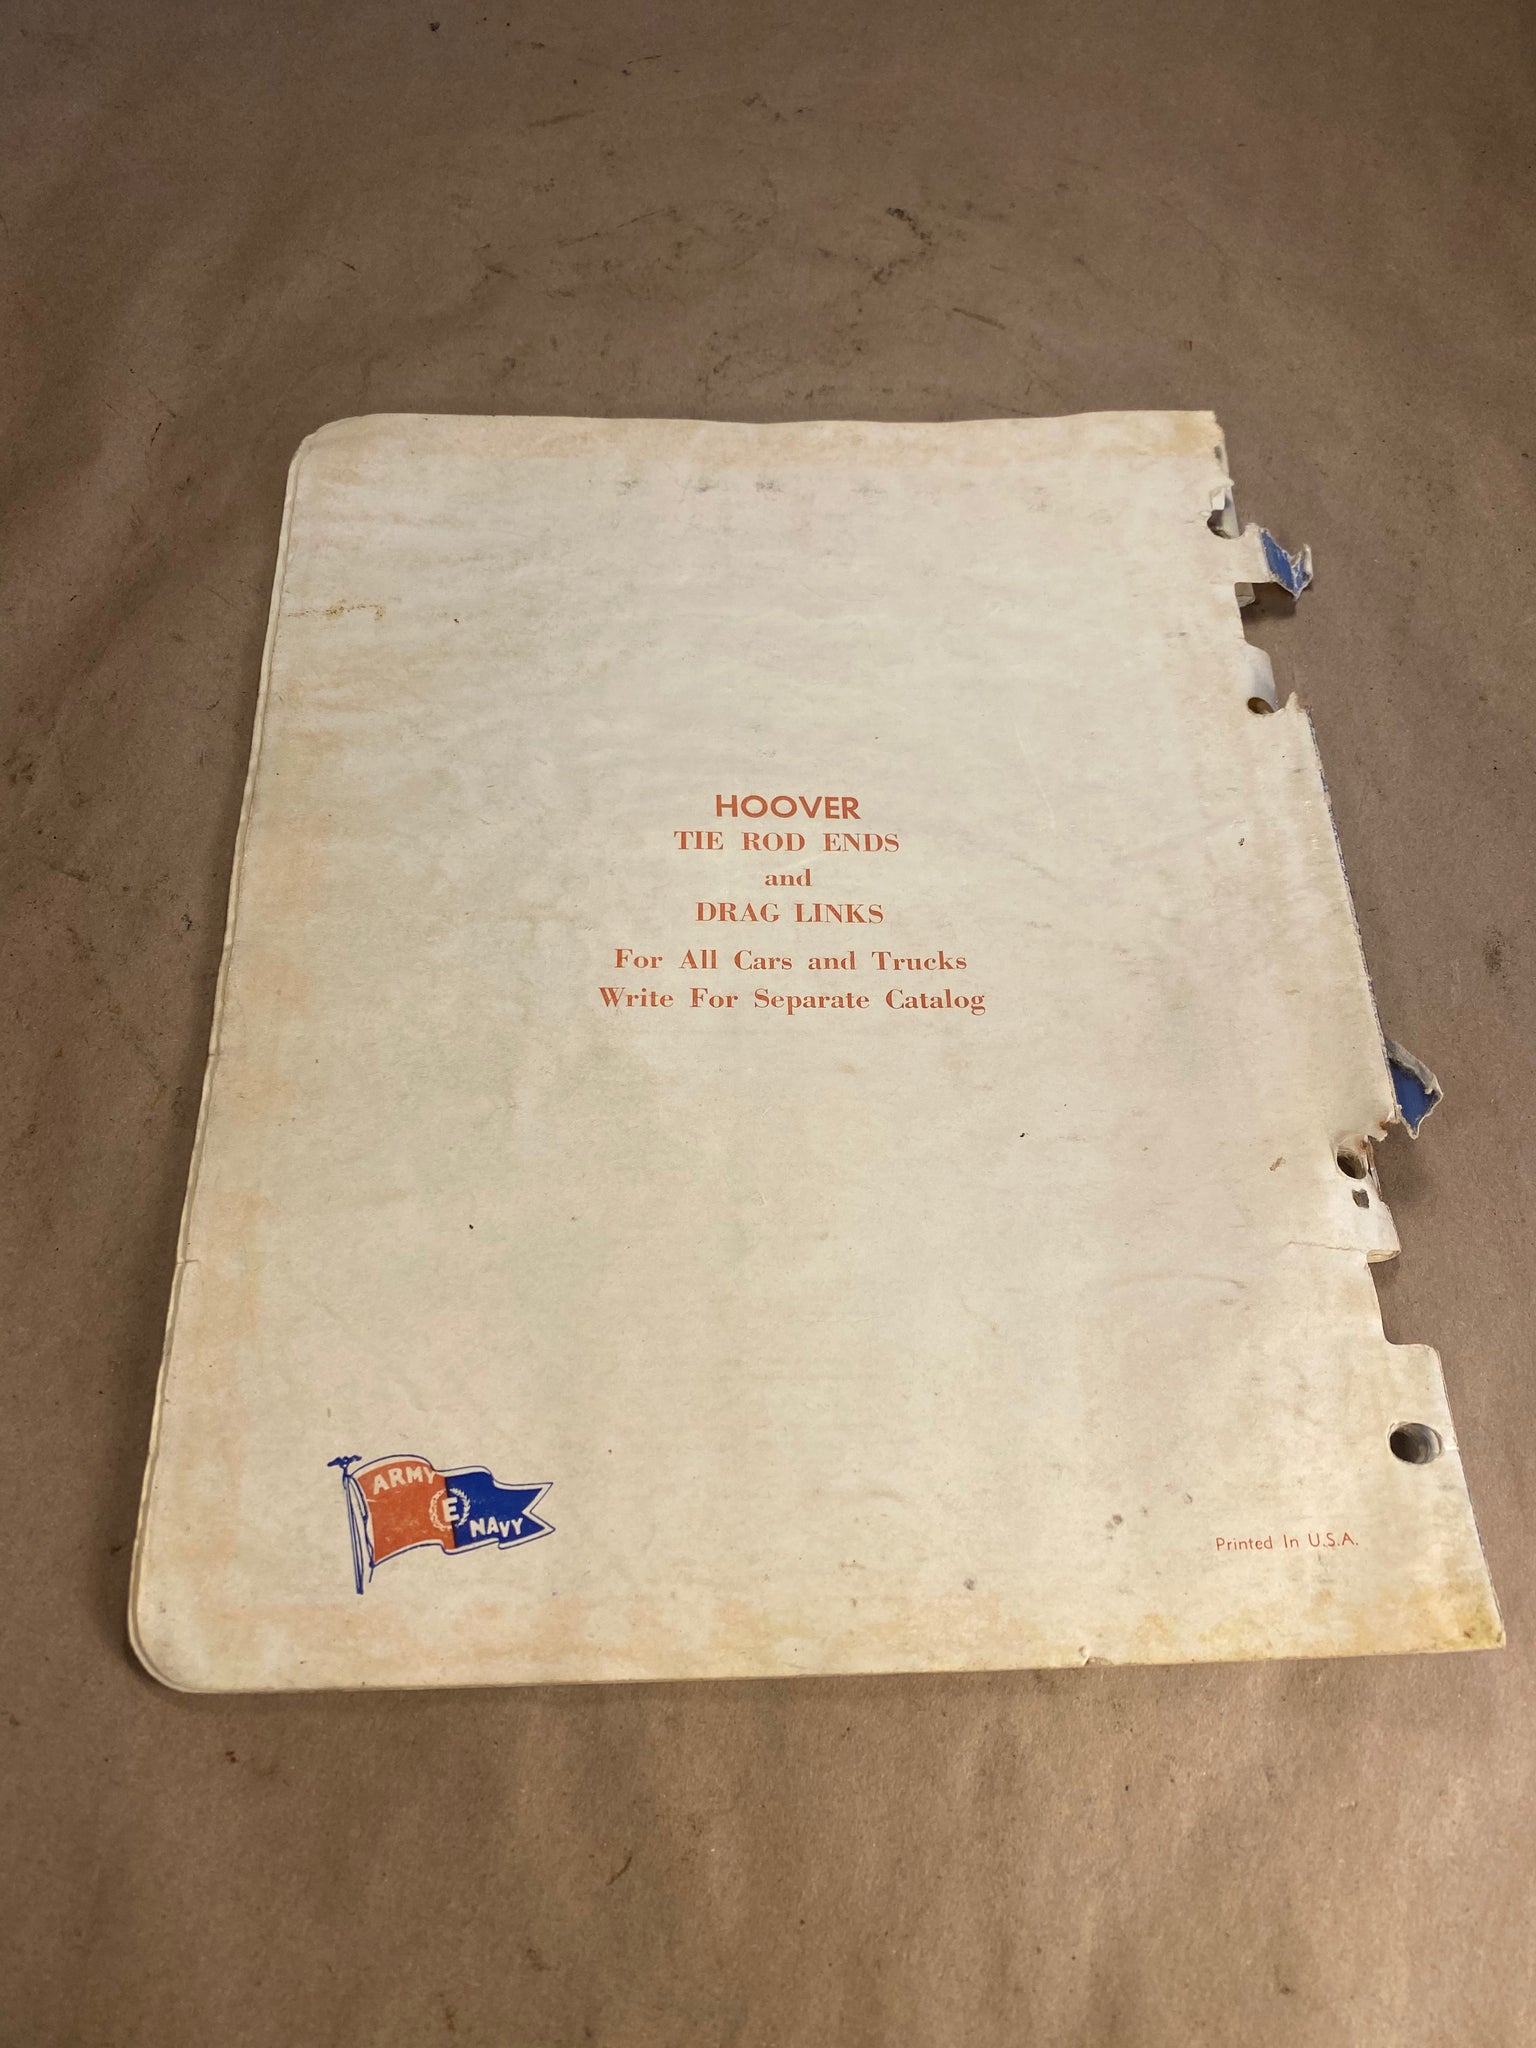 HOOVER
TIE ROD ENDS
and
DRAG LINKS
For All Cars and Trucks
Write For Separate Catalog
ARMY
E
NAVY
Printed In U.S.A.